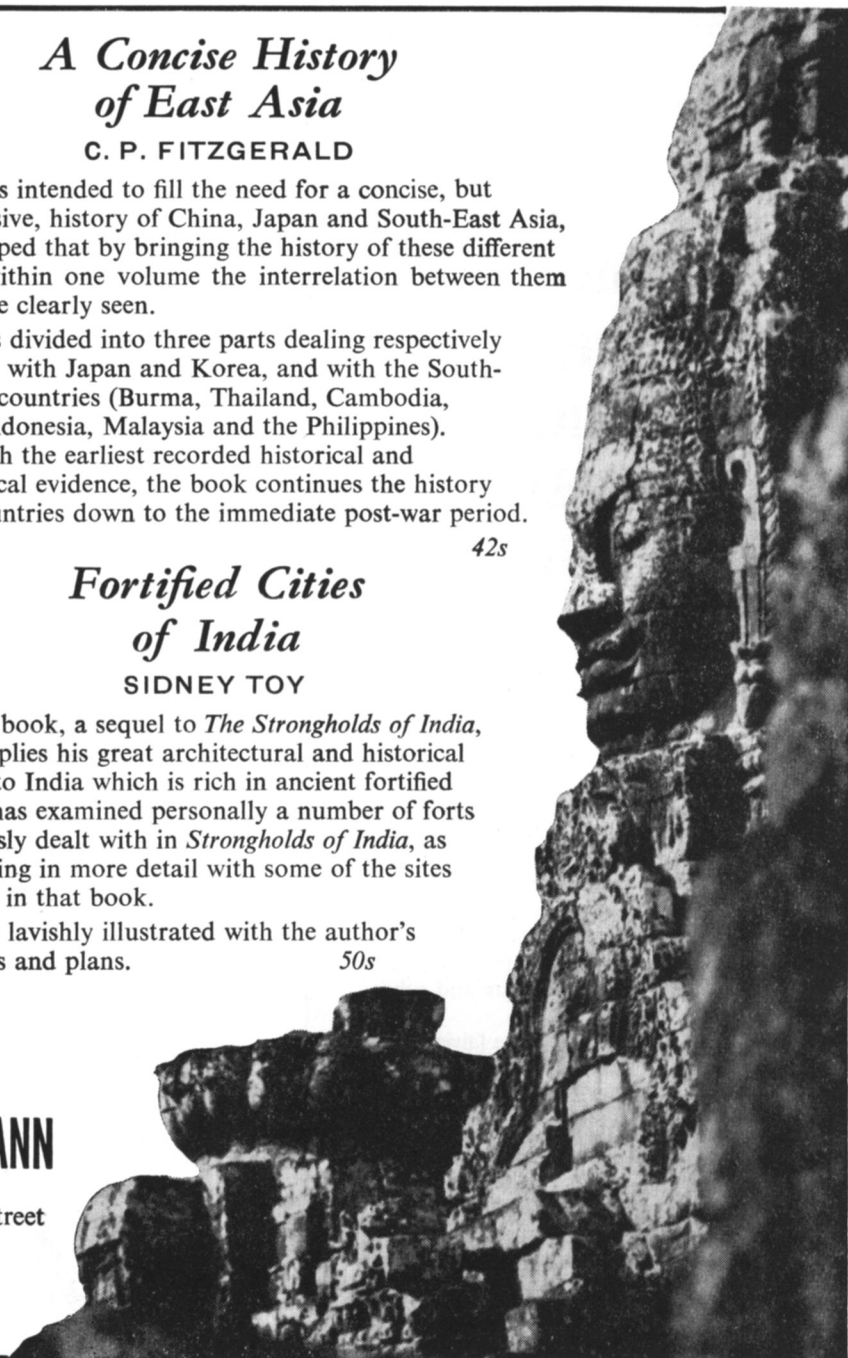 A Concise History
of East Asia
C. P. FITZGERALD
s intended to fill the need for a concise, but
sive, history of China, Japan and South-East Asia,
ped that by bringing the history of these different
ithin one volume the interrelation between them
e clearly seen.
s divided into three parts dealing respectively
with Japan and Korea, and with the South-
countries (Burma, Thailand, Cambodia,
donesia, Malaysia and the Philippines).
h the earliest recorded historical and
cal evidence, the book continues the history
untries down to the immediate post-war period.
42s
Fortified Cities
of India
SIDNEY TOY
book, a sequel to The Strongholds of India,
plies his great architectural and historical
to India which is rich in ancient fortified
has examined personally a number of forts
sly dealt with in Strongholds of India, as
ing in more detail with some of the sites
in that book.
lavishly illustrated with the author's
s and plans. 50s
ANN
treet